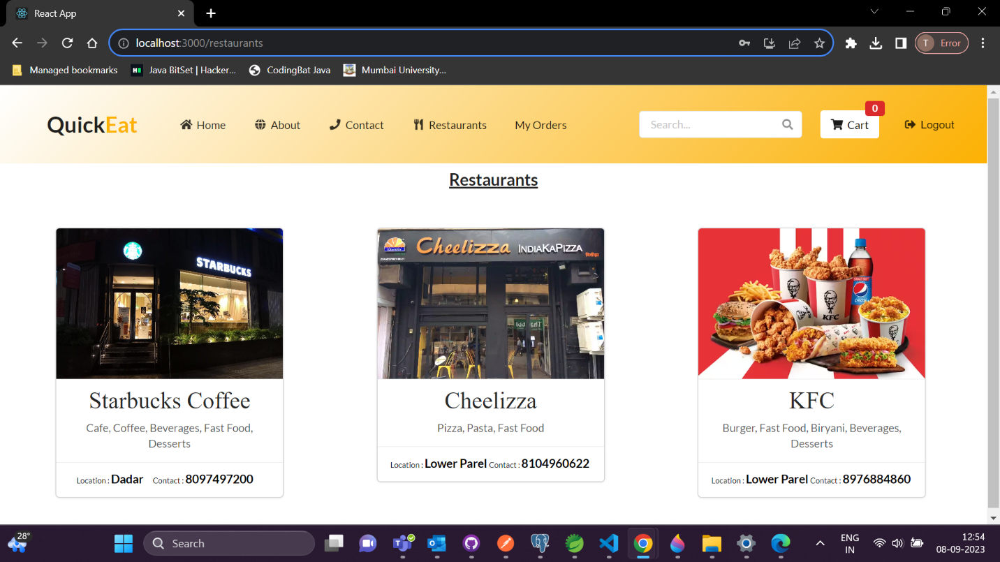 React App
localhost:3000/restaurants
T Error
Managed bookmarks
Java BitSet | Hacker...
CodingBat Java
Mumbai University...
QuickEat
Home
About
Contact
Restaurants
My Orders
Search...
0
Cart
Logout
Restaurants
STARBUCKS
Cheelizza INDIAKAPIZZA
KFC
pepsi
Starbucks Coffee
Cafe, Coffee, Beverages, Fast Food,
Desserts
Location : Dadar Contact : 8097497200
Cheelizza
Pizza, Pasta, Fast Food
Location : Lower Parel Contact : 8104960622
KFC
Burger, Fast Food, Biryani, Beverages,
Desserts
Location : Lower Parel Contact : 8976884860
28°
Search
ENG
IN
12:54
08-09-2023